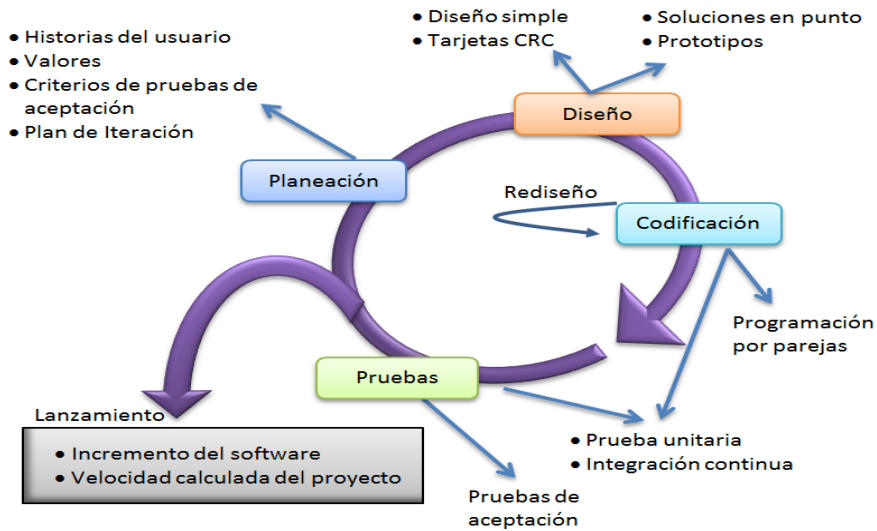 ● Historias del usuario
● Valores
● Criterios de pruebas de
aceptación
● Plan de Iteración
● Diseño simple
● Tarjetas CRC
● Soluciones en punto
● Prototipos
Diseño
Planeación
Rediseño
Codificación
Programación
por parejas
Pruebas
Lanzamiento
● Incremento del software
● Velocidad calculada del proyecto
● Prueba unitaria
● Integración continua
Pruebas de
aceptación